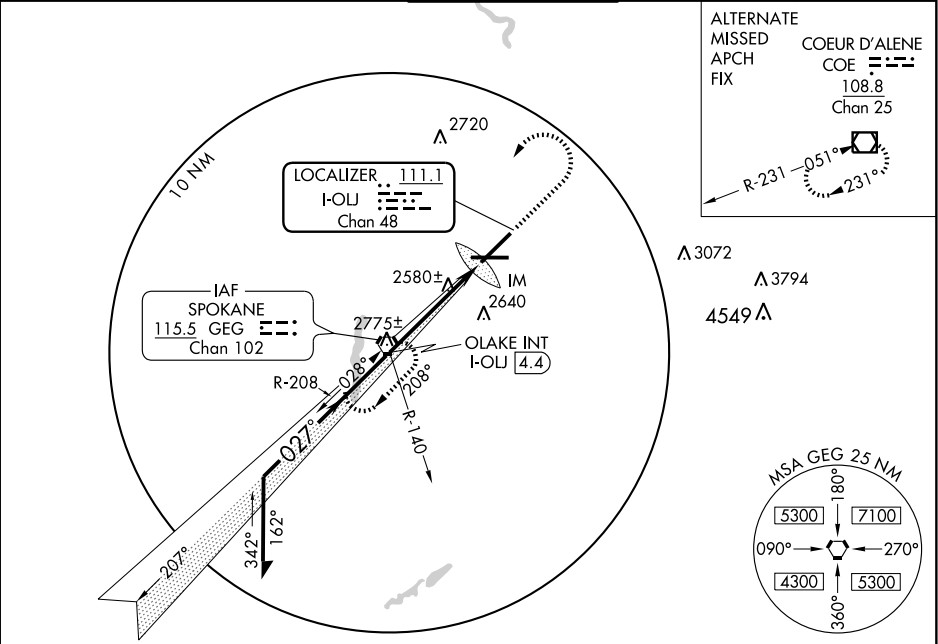 ALTERNATE
MISSED
APCH
FIX
COEUR D'ALENE
COE
108.8
Chan 25
R-231
051°
231°
2720
10 NM
LOCALIZER 111.1
I-OLJ
Chan 48
3072
3794
4549
2580±
IM
2640
IAF
SPOKANE
115.5 GEG
Chan 102
2775±
OLAKE INT
I-OLJ 4.4
R-208
028°
208°
R-140
027°
342°
162°
207°
MSA GEG 25 NM
180°
5300
7100
090°
270°
4300
5300
360°